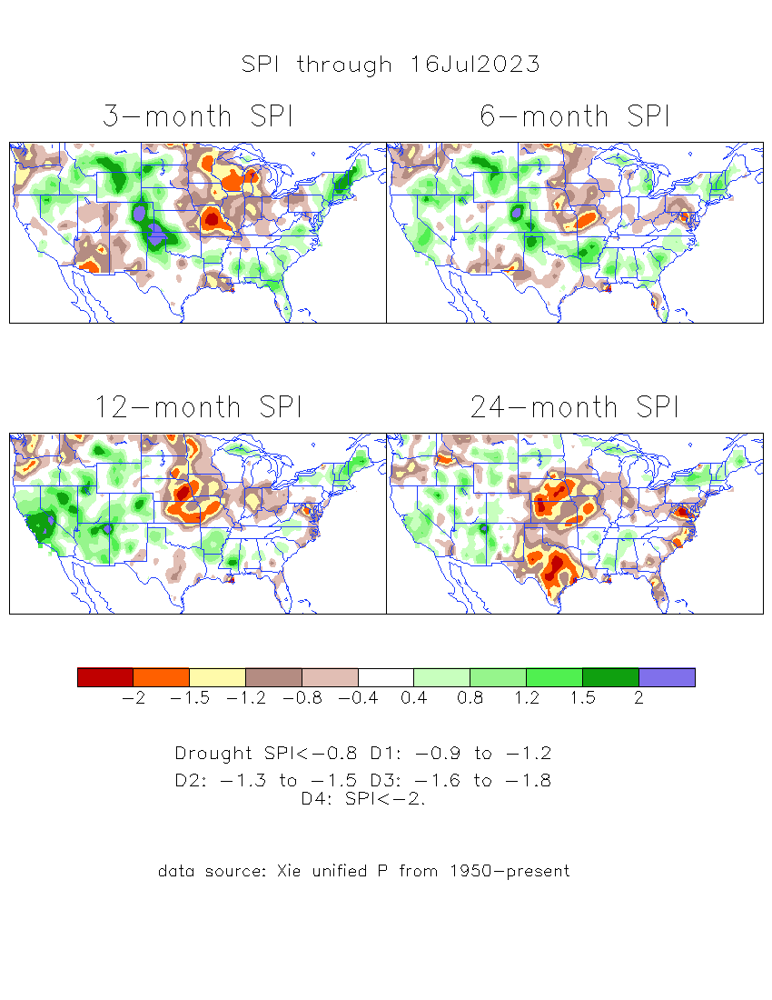 SPI through 16Jul2023
3-month SPI
6-month SPI
12-month SPI
24-month SPI
-2 -1.5 -1.2 -0.8 -0.4 0.4 0.8 1.2 1.5 2
Drought SPI<-0.8 D1: -0.9 to -1.2
D2: -1.3 to -1.5 D3: -1.6 to -1.8
D4: SPI<-2.
data source: Xie unified P from 1950-present